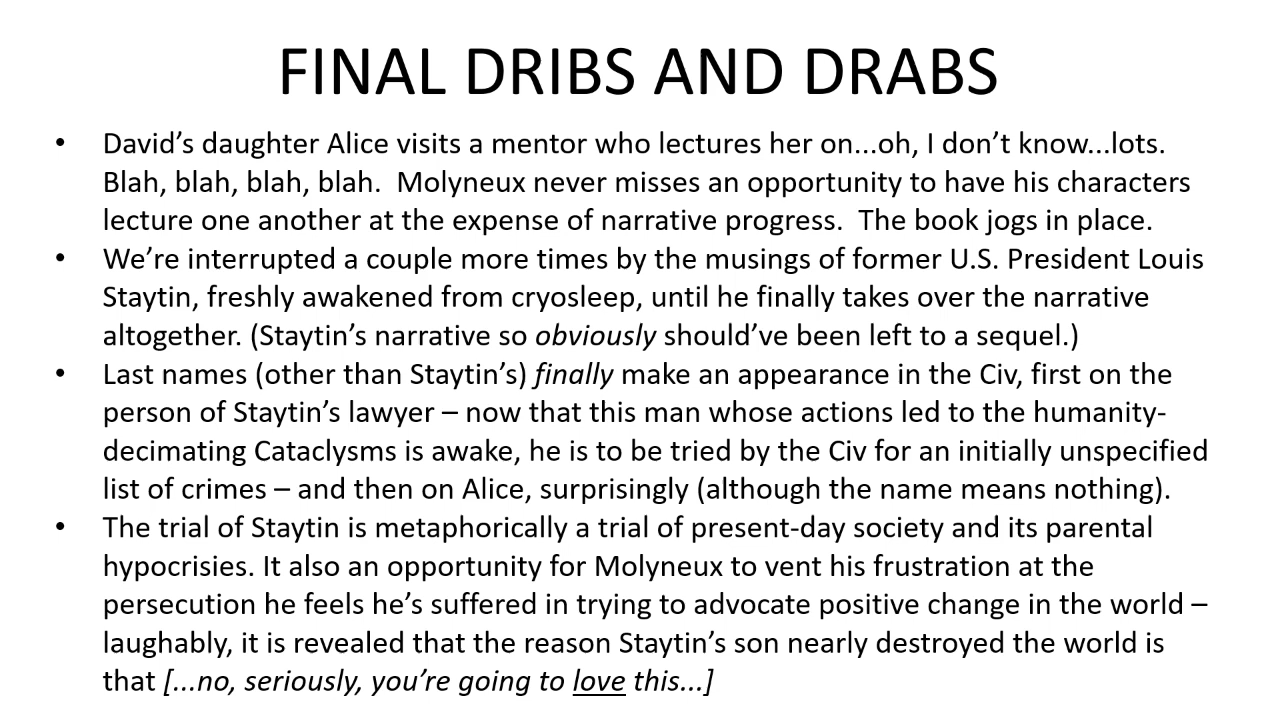 FINAL DRIBS AND DRABS
• David’s daughter Alice visits a mentor who lectures her on...oh, I don’t know...lots.
Blah, blah, blah, blah.  Molyneux never misses an opportunity to have his characters
lecture one another at the expense of narrative progress.  The book jogs in place.
• We’re interrupted a couple more times by the musings of former U.S. President Louis
Staytin, freshly awakened from cryosleep, until he finally takes over the narrative
altogether. (Staytin’s narrative so obviously should’ve been left to a sequel.)
• Last names (other than Staytin’s) finally make an appearance in the Civ, first on the
person of Staytin’s lawyer – now that this man whose actions led to the humanity-
decimating Cataclysms is awake, he is to be tried by the Civ for an initially unspecified
list of crimes – and then on Alice, surprisingly (although the name means nothing).
• The trial of Staytin is metaphorically a trial of present-day society and its parental
hypocrisies. It also an opportunity for Molyneux to vent his frustration at the
persecution he feels he’s suffered in trying to advocate positive change in the world –
laughably, it is revealed that the reason Staytin’s son nearly destroyed the world is
that [...no, seriously, you’re going to love this...]